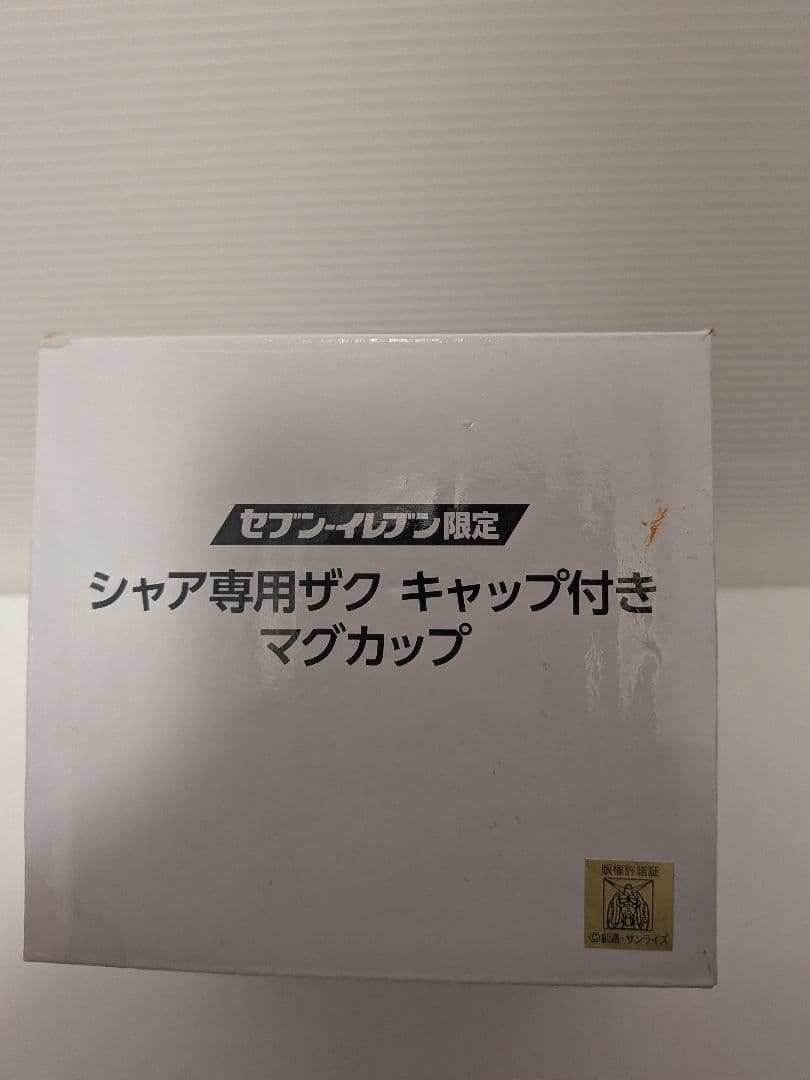 セブン-イレブン限定
シャア専用ザク キャップ付き
マグカップ
版権許諾証
©創通・サンライズ